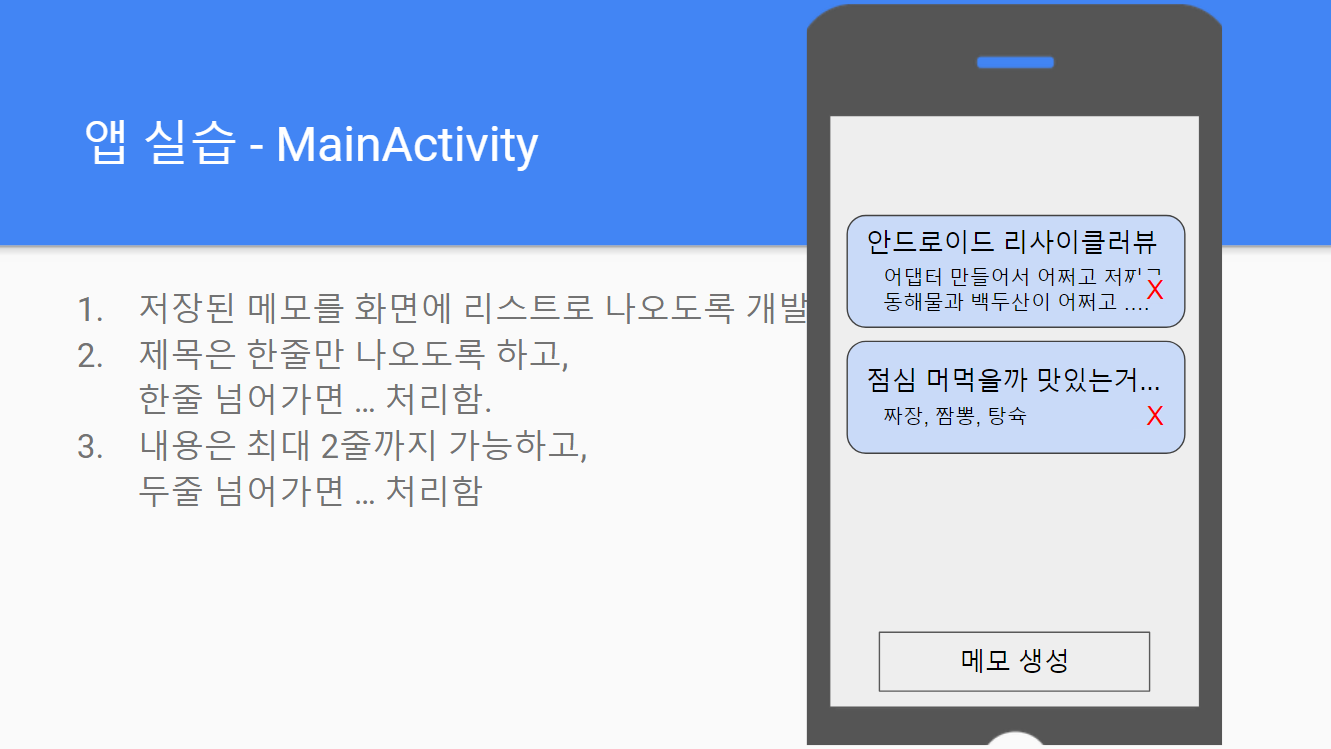 앱 실습 - MainActivity
1. 저장된 메모를 화면에 리스트로 나오도록 개발
2. 제목은 한줄만 나오도록 하고,
한줄 넘어가면 ... 처리함.
3. 내용은 최대 2줄까지 가능하고,
두줄 넘어가면 ... 처리함
안드로이드 리사이클러뷰
어댑터 만들어서 어쩌고 저쩌고
동해물과 백두산이 어쩌고 ....
X
점심 머먹을까 맛있는거...
짜장, 짬뽕, 탕슉
X
메모 생성